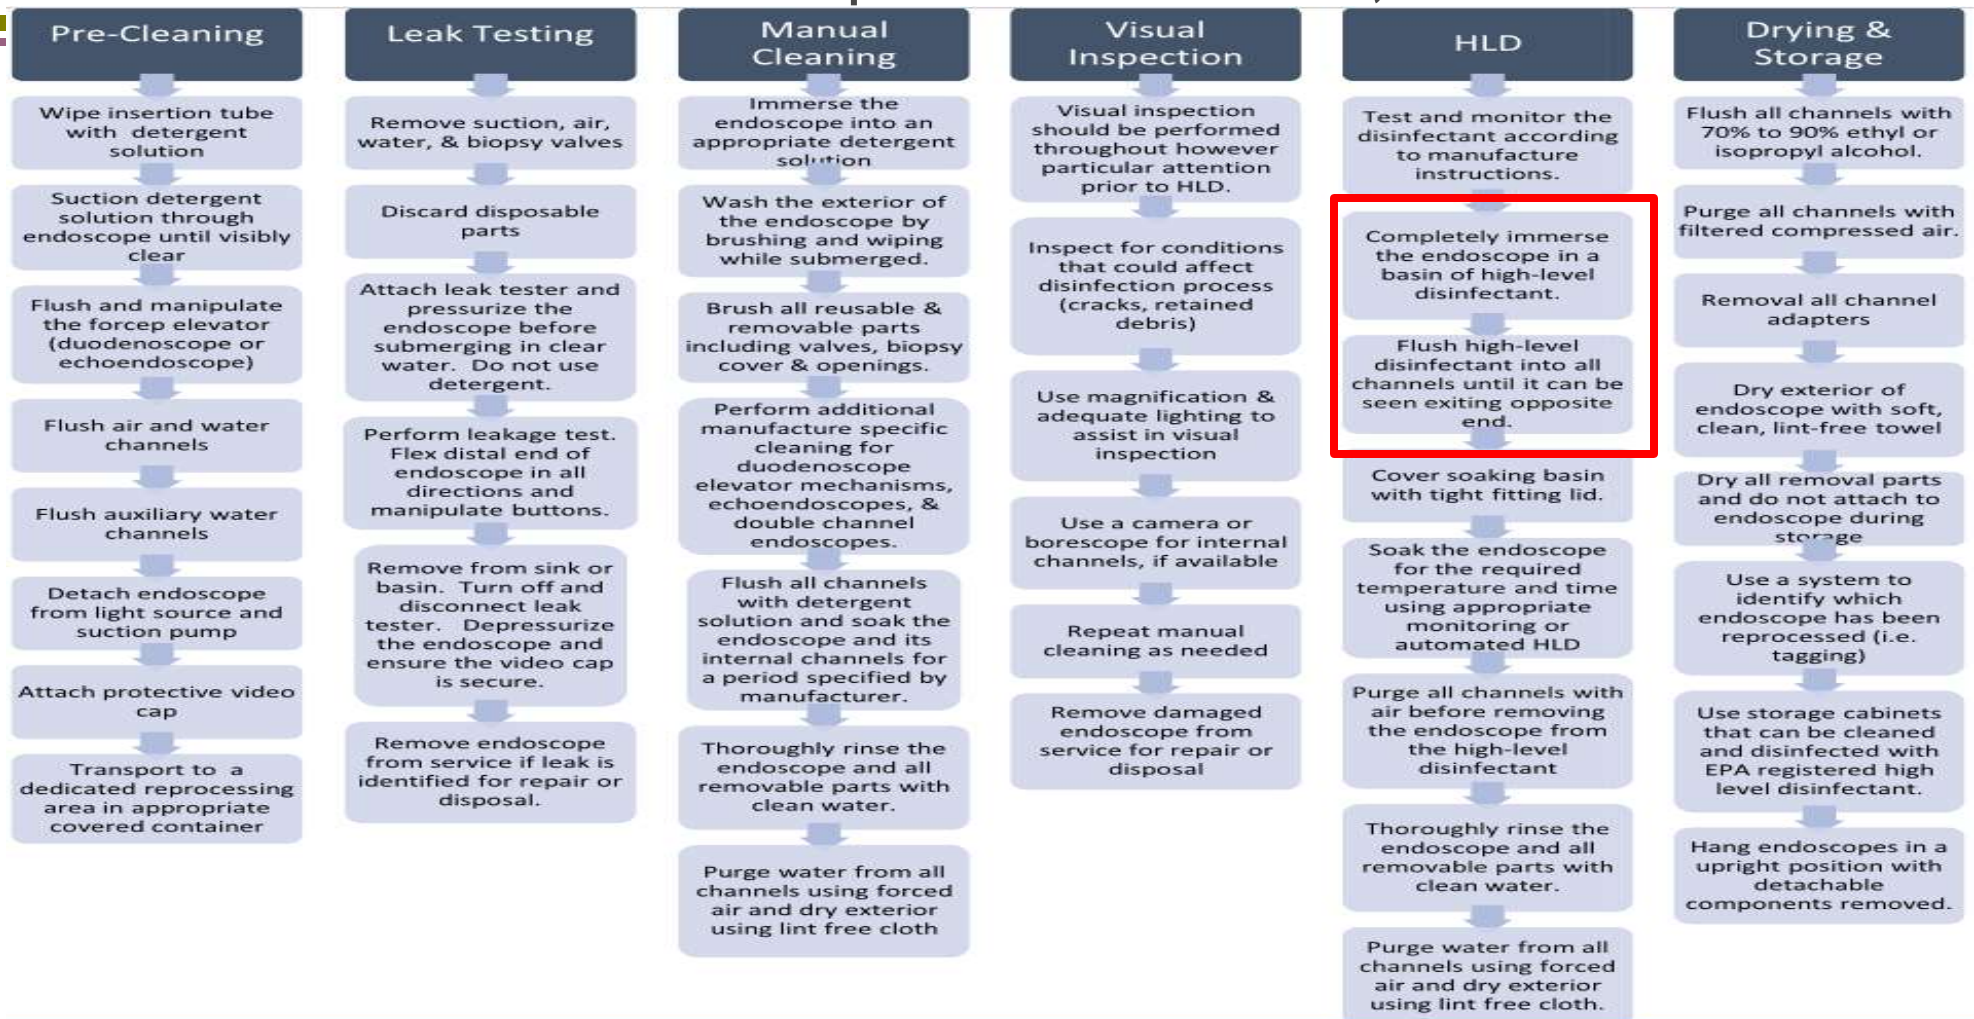 Pre-Cleaning
Wipe insertion tube
with detergent
solution
Suction detergent
solution through
endoscope until visibly
clear
Flush and manipulate
the forcep elevator
(duodenoscope or
echoendoscope)
Flush air and water
channels
Flush auxiliary water
channels
Detach endoscope
from light source and
suction pump
Attach protective video
cap
Transport to a
dedicated reprocessing
area in appropriate
covered container
Leak Testing
Remove suction, air,
water, & biopsy valves
Discard disposable
parts
Attach leak tester and
pressurize the
endoscope before
submerging in clear
water. Do not use
detergent.
Perform leakage test.
Flex distal end of
endoscope in all
directions and
manipulate buttons.
Remove from sink or
basin. Turn off and
disconnect leak
tester. Depressurize
the endoscope and
ensure the video cap
is secure.
Remove endoscope
from service if leak is
identified for repair or
disposal.
Manual
Cleaning
Immerse the
endoscope into an
appropriate detergent
solution
Wash the exterior of
the endoscope by
brushing and wiping
while submerged.
Brush all reusable &
removable parts
including valves, biopsy
cover & openings.
Perform additional
manufacture specific
cleaning for
duodenoscope
elevator mechanisms,
echoendoscopes, &
double channel
endoscopes.
Flush all channels
with detergent
solution and soak the
endoscope and its
internal channels for
a period specified by
manufacturer.
Thoroughly rinse the
endoscope and all
removable parts with
clean water.
Purge water from all
channels using forced
air and dry exterior
using lint free cloth
Visual
Inspection
Visual inspection
should be performed
throughout however
particular attention
prior to HLD.
Inspect for conditions
that could affect
disinfection process
(cracks, retained
debris)
Use magnification &
adequate lighting to
assist in visual
inspection
Use a camera or
borescope for internal
channels, if available
Repeat manual
cleaning as needed
Remove damaged
endoscope from
service for repair or
disposal
HLD
Test and monitor the
disinfectant according
to manufacture
instructions.
Completely immerse
the endoscope in a
basin of high-level
disinfectant.
Flush high-level
disinfectant into all
channels until it can be
seen exiting opposite
end.
Cover soaking basin
with tight fitting lid.
Soak the endoscope
for the required
temperature and time
using appropriate
monitoring or
automated HLD
Purge all channels with
air before removing
the endoscope from
the high-level
disinfectant
Thoroughly rinse the
endoscope and all
removable parts with
clean water.
Purge water from all
channels using forced
air and dry exterior
using lint free cloth.
Drying &
Storage
Flush all channels with
70% to 90% ethyl or
isopropyl alcohol.
Purge all channels with
filtered compressed air.
Removal all channel
adapters
Dry exterior of
endoscope with soft,
clean, lint-free towel
Dry all removal parts
and do not attach to
endoscope during
storage
Use a system to
identify which
endoscope has been
reprocessed (i.e.
tagging)
Use storage cabinets
that can be cleaned
and disinfected with
EPA registered high
level disinfectant.
Hang endoscopes in a
upright position with
detachable
components removed.